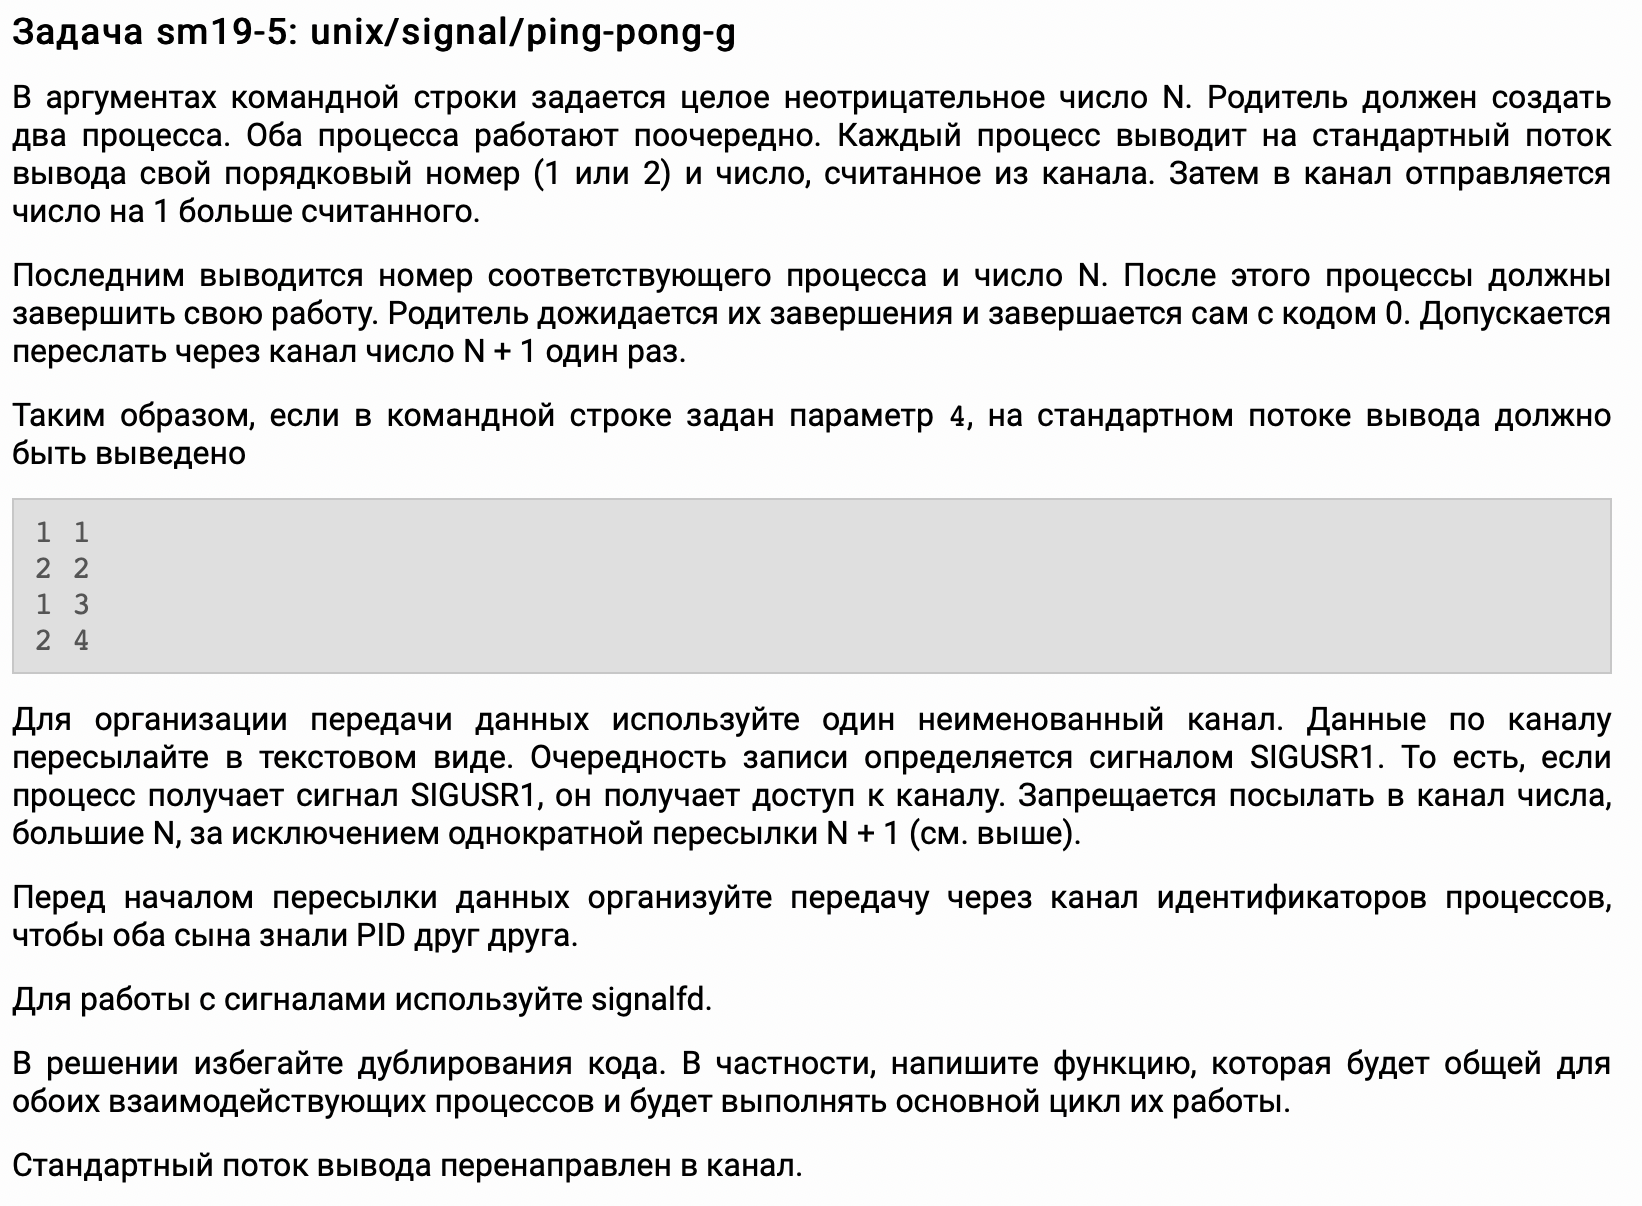 Задача sm19-5: unix/signal/ping-pong-g
В аргументах командной строки задается целое неотрицательное число N. Родитель должен создать
два процесса. Оба процесса работают поочередно. Каждый процесс выводит на стандартный поток
вывода свой порядковый номер (1 или 2) и число, считанное из канала. Затем в канал отправляется
число на 1 больше считанного.
Последним выводится номер соответствующего процесса и число N. После этого процессы должны
завершить свою работу. Родитель дожидается их завершения и завершается сам с кодом 0. Допускается
переслать через канал число N + 1 один раз.
Таким образом, если в командной строке задан параметр 4, на стандартном потоке вывода должно
быть выведено
1 1
2 2
1 3
2 4
Для организации передачи данных используйте один неименованный канал. Данные по каналу
пересылайте в текстовом виде. Очередность записи определяется сигналом SIGUSR1. То есть, если
процесс получает сигнал SIGUSR1, он получает доступ к каналу. Запрещается посылать в канал числа,
большие N, за исключением однократной пересылки N + 1 (см. выше).
Перед началом пересылки данных организуйте передачу через канал идентификаторов процессов,
чтобы оба сына знали PID друг друга.
Для работы с сигналами используйте signalfd.
В решении избегайте дублирования кода. В частности, напишите функцию, которая будет общей для
обоих взаимодействующих процессов и будет выполнять основной цикл их работы.
Стандартный поток вывода перенаправлен в канал.